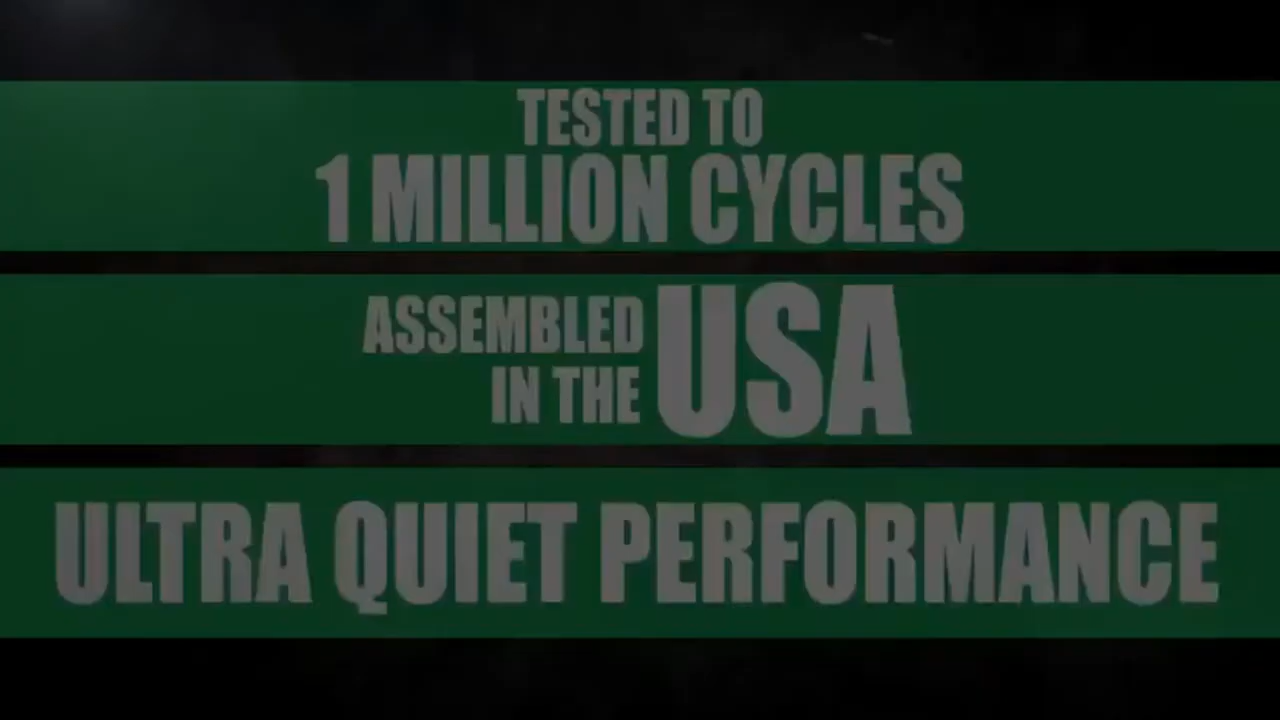 TESTED TO
1 MILLION CYCLES
ASSEMBLED
IN THE USA
ULTRA QUIET PERFORMANCE